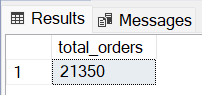 Results Messages
total_orders
1 21350